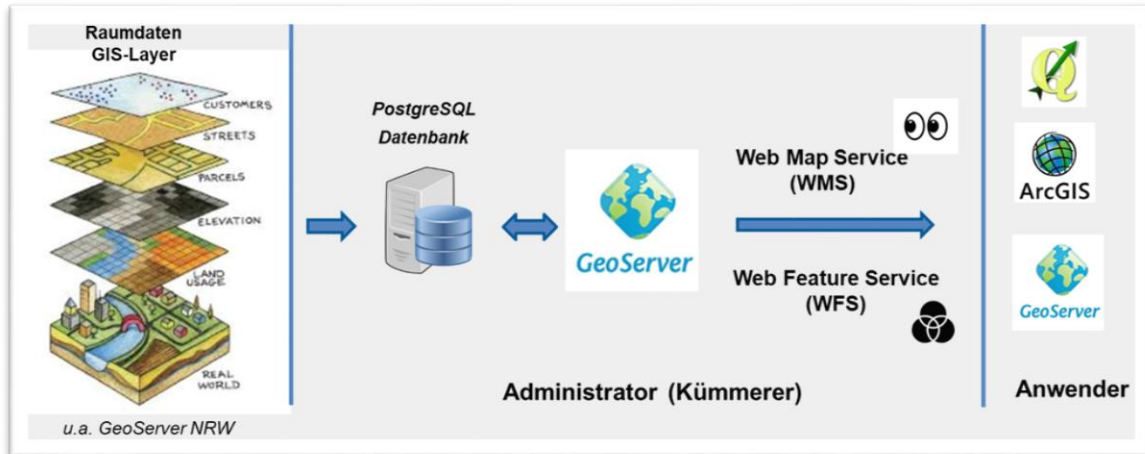 Raumdaten
GIS-Layer
CUSTOMERS
STREETS
PARCELS
ELEVATION
LAND
USAGE
REAL
WORLD
u.a. GeoServer NRW
PostgreSQL
Datenbank
GeoServer
Web Map Service
(WMS)
Web Feature Service
(WFS)
Administrator (Kümmerer)
Q
ArcGIS
GeoServer
Anwender